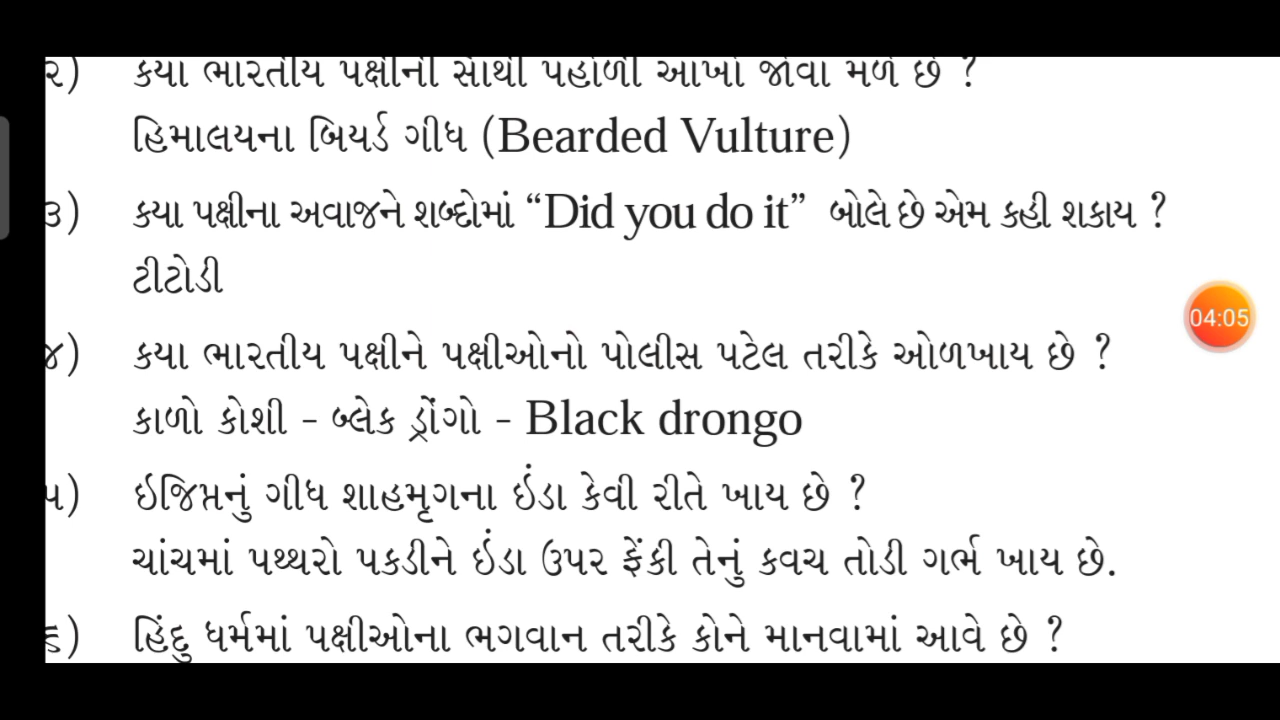 ૨) કયા ભારતીય પક્ષીની સૌથી પહોળી આંખો જોવા મળે છે ?
હિમાલયના બિયર્ડ ગીધ (Bearded Vulture)
૩) કયા પક્ષીના અવાજને શબ્દોમાં “Did you do it” બોલે છે એમ કહી શકાય ?
ટીટોડી
04:05
૪) કયા ભારતીય પક્ષીને પક્ષીઓનો પોલીસ પટેલ તરીકે ઓળખાય છે ?
કાળો કોશી - બ્લેક ડ્રોંગો - Black drongo
૫) ઇજિપ્તનું ગીધ શાહમૃગના ઇંડા કેવી રીતે ખાય છે ?
ચાંચમાં પથ્થરો પકડીને ઇંડા ઉપર ફેંકી તેનું કવચ તોડી ગર્ભ ખાય છે.
૬) હિંદુ ધર્મમાં પક્ષીઓના ભગવાન તરીકે કોને માનવામાં આવે છે ?